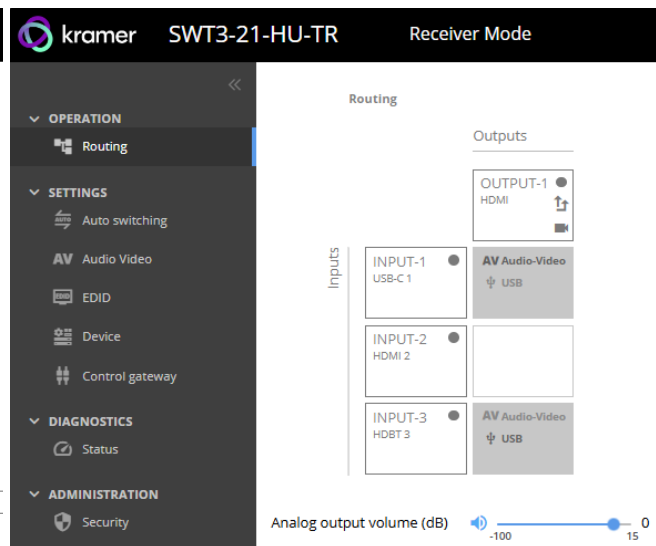 kramer SWT3-21-HU-TR Receiver Mode
OPERATION
Routing
SETTINGS
AUTO Auto switching
AV Audio Video
EDID EDID
Device
Control gateway
DIAGNOSTICS
Status
ADMINISTRATION
Security
Routing
Outputs
OUTPUT-1
HDMI
Inputs
INPUT-1
USB-C 1
AV Audio-Video
USB
INPUT-2
HDMI 2
INPUT-3
HDBT 3
AV Audio-Video
USB
Analog output volume (dB) 0
-100 15